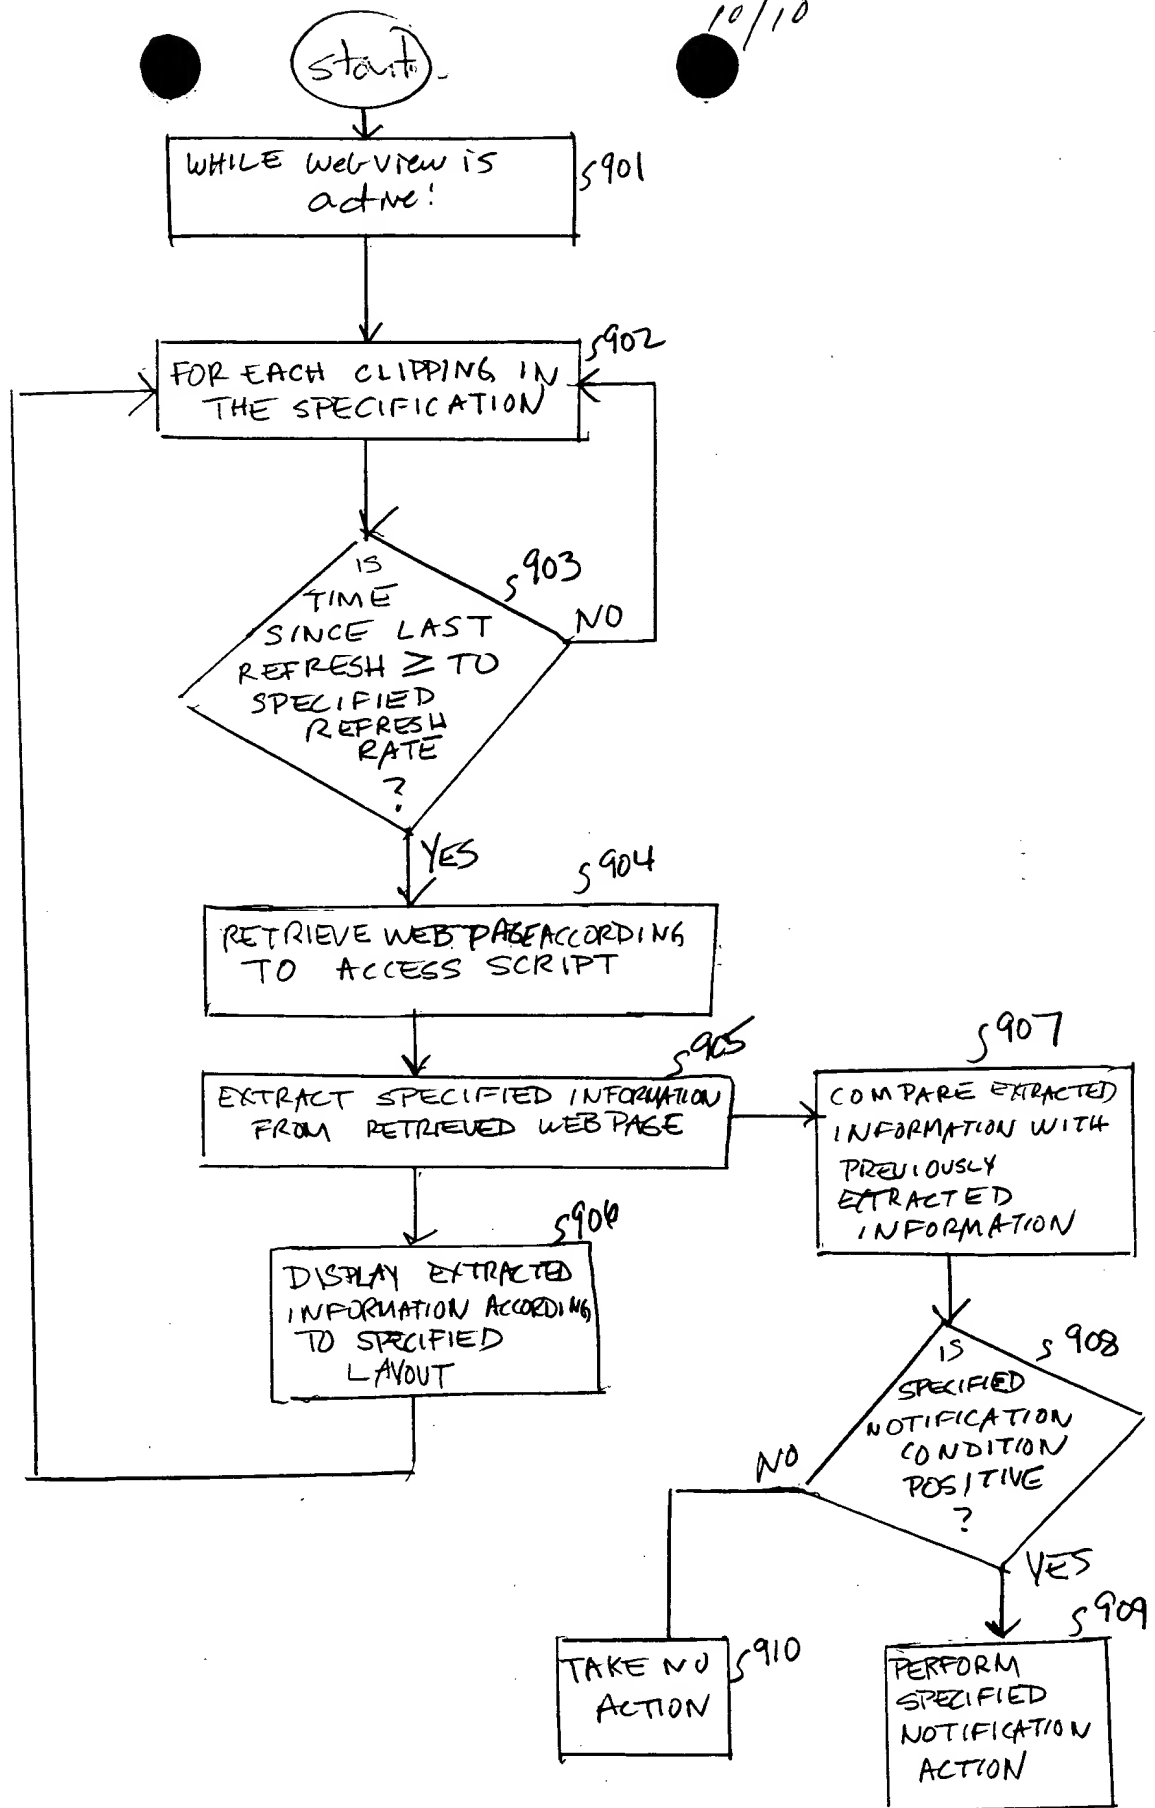 10/10
start
WHILE WebView is
active!
901
902
FOR EACH CLIPPING IN
THE SPECIFICATION
903
IS
TIME
SINCE LAST
REFRESH ≥ TO
SPECIFIED
REFRESH
RATE
?
NO
YES
904
RETRIEVE WEB PAGE ACCORDING
TO ACCESS SCRIPT
905
EXTRACT SPECIFIED INFORMATION
FROM RETRIEVED WEB PAGE
906
DISPLAY EXTRACTED
INFORMATION ACCORDING
TO SPECIFIED
LAYOUT
907
COMPARE EXTRACTED
INFORMATION WITH
PREVIOUSLY
EXTRACTED
INFORMATION
908
IS
SPECIFIED
NOTIFICATION
CONDITION
POSITIVE
?
NO
YES
910
TAKE NO
ACTION
909
PERFORM
SPECIFIED
NOTIFICATION
ACTION